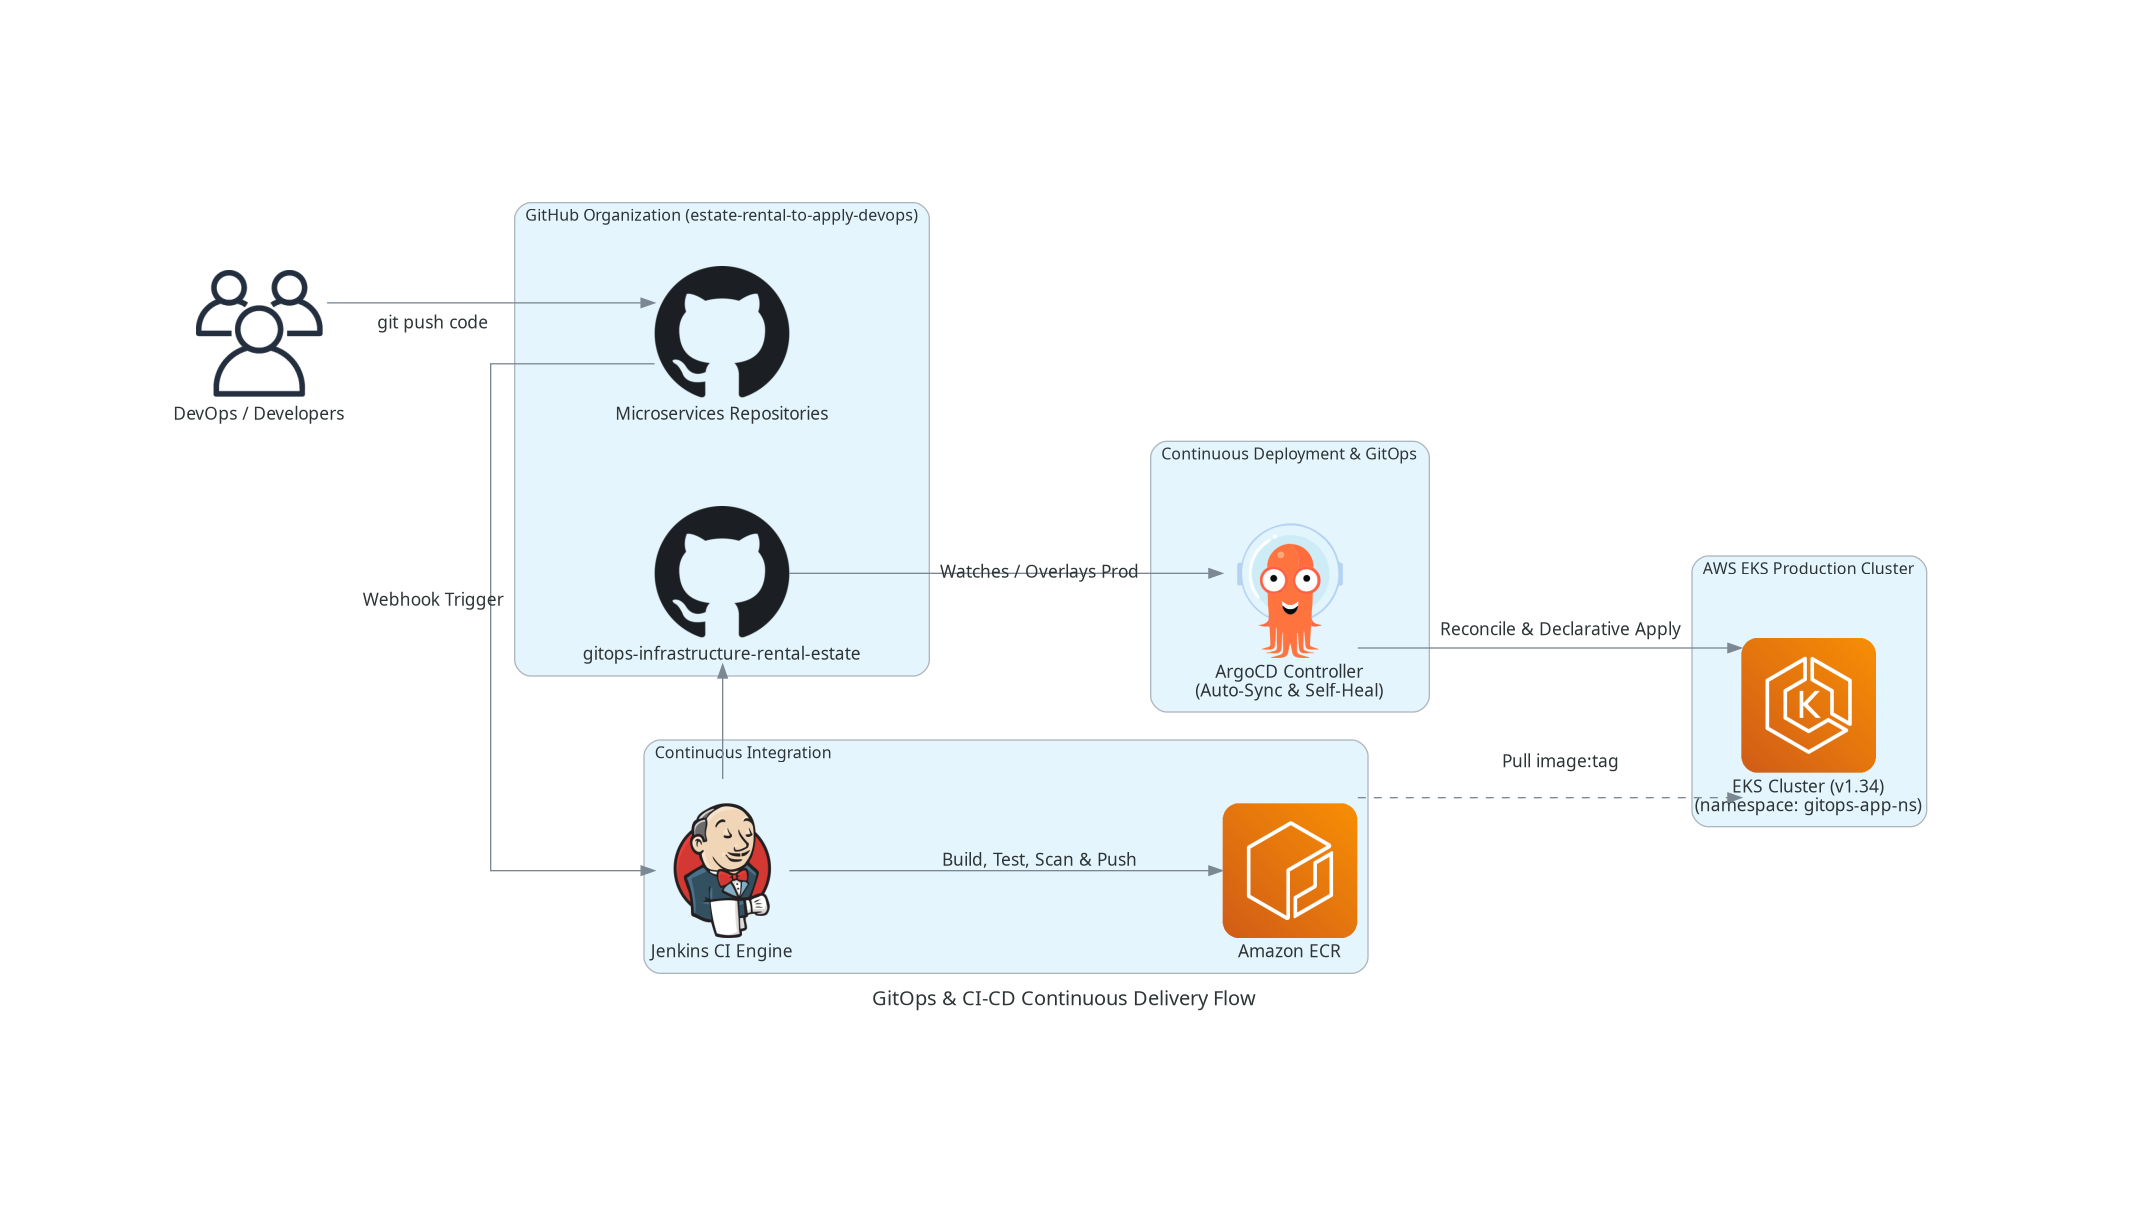 GitHub Organization (estate-rental-to-apply-devops)
git push code
DevOps / Developers
Microservices Repositories
Continuous Deployment & GitOps
Watches / Overlays Prod
AWS EKS Production Cluster
Webhook Trigger
Reconcile & Declarative Apply
gitops-infrastructure-rental-estate
ArgoCD Controller
(Auto-Sync & Self-Heal)
K
Continuous Integration
Pull image:tag
EKS Cluster (v1.34)
(namespace: gitops-app-ns)
Build, Test, Scan & Push
Jenkins CI Engine
Amazon ECR
GitOps & CI-CD Continuous Delivery Flow